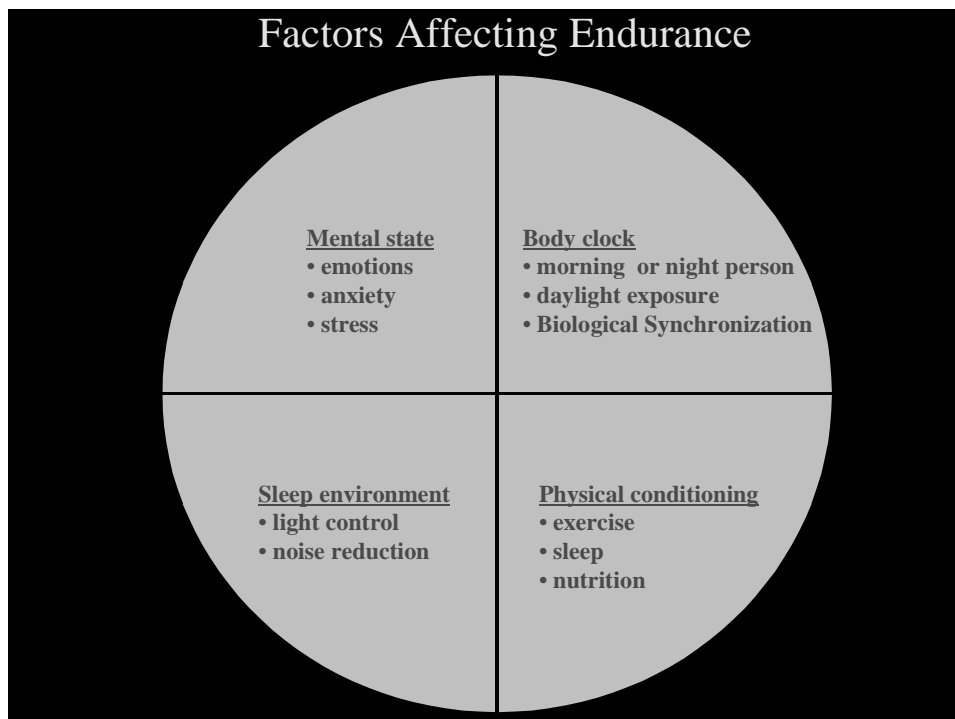 Factors Affecting Endurance
Mental state
• emotions
• anxiety
• stress
Body clock
• morning  or night person
• daylight exposure
• Biological Synchronization
Sleep environment
• light control
• noise reduction
Physical conditioning
• exercise
• sleep
• nutrition